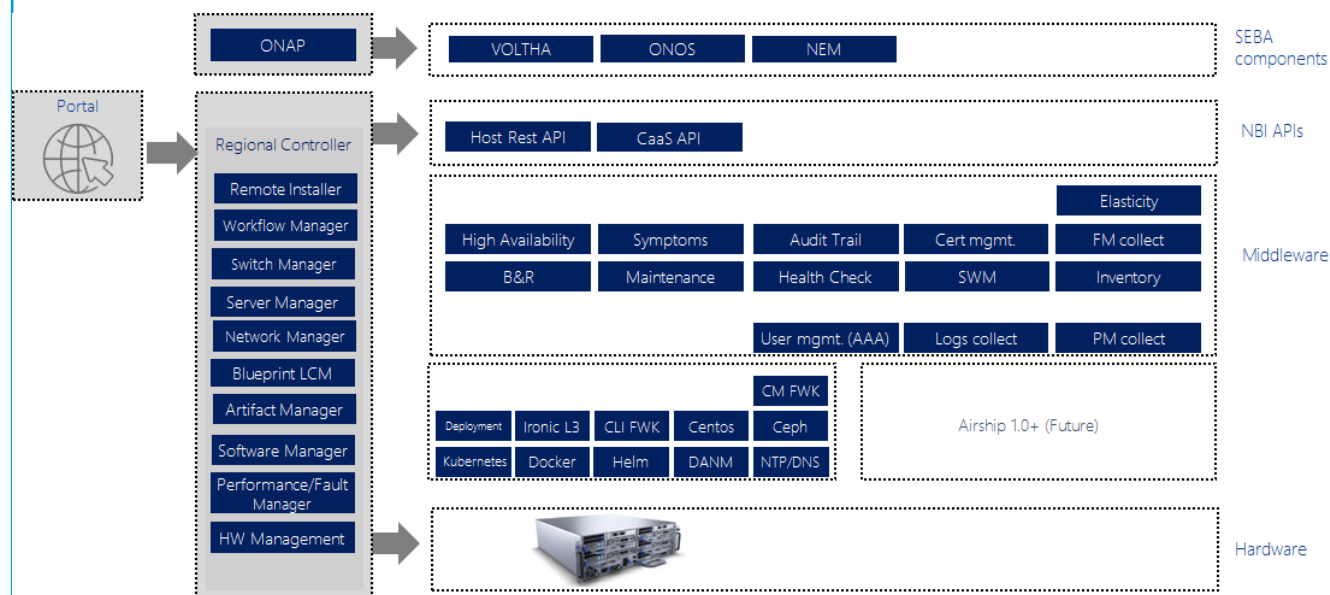 ONAP
VOLTHA
ONOS
NEM
SEBA
components
Portal
Regional Controller
Remote Installer
Workflow Manager
Switch Manager
Server Manager
Network Manager
Blueprint LCM
Artifact Manager
Software Manager
Performance/Fault
Manager
HW Management
Host Rest API
CaaS API
NBI APIs
Elasticity
High Availability
Symptoms
Audit Trail
Cert mgmt.
FM collect
B&R
Maintenance
Health Check
SWM
Inventory
User mgmt. (AAA)
Logs collect
PM collect
Middleware
CM FWK
Deployment
Ironic L3
CLI FWK
Centos
Ceph
Kubernetes
Docker
Helm
DANM
NTP/DNS
Airship 1.0+ (Future)
Hardware